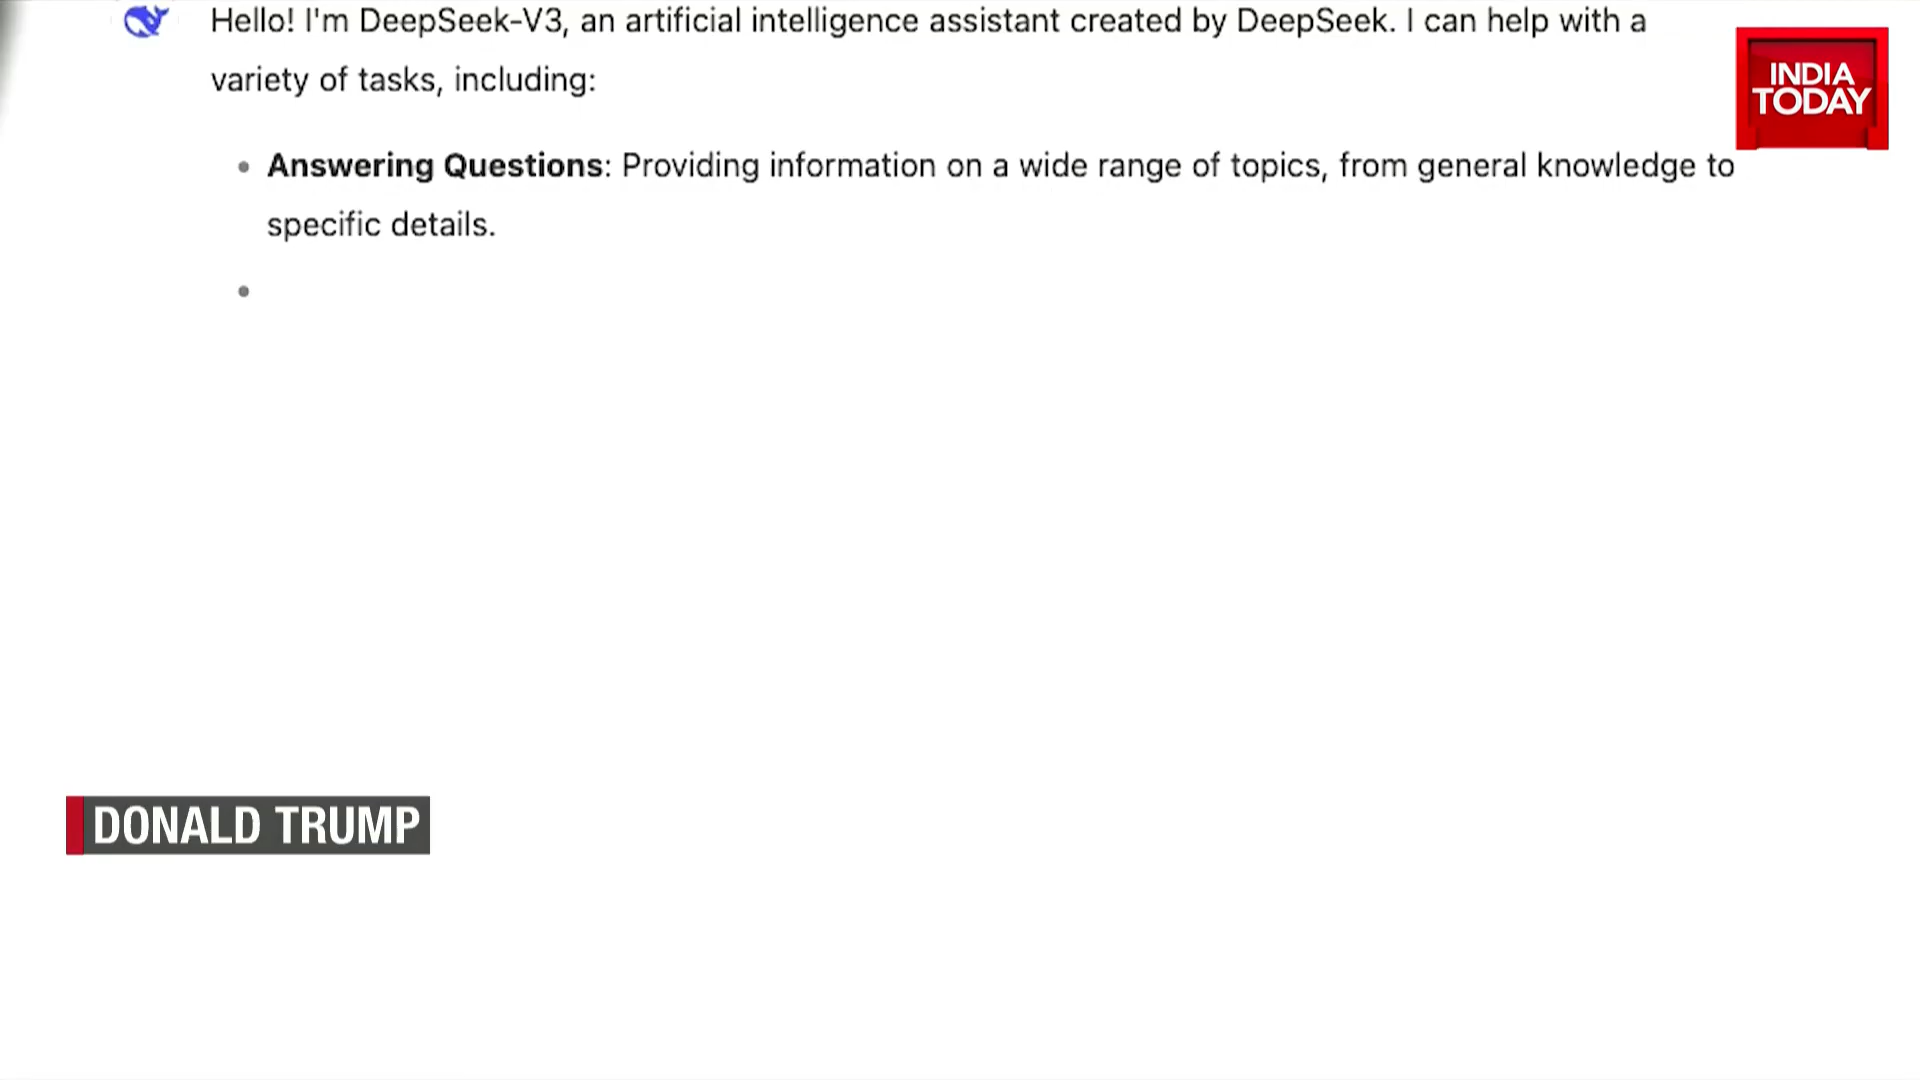 Hello! I'm DeepSeek-V3, an artificial intelligence assistant created by DeepSeek. I can help with a
variety of tasks, including:
INDIA
TODAY
• Answering Questions: Providing information on a wide range of topics, from general knowledge to
specific details.
•
DONALD TRUMP